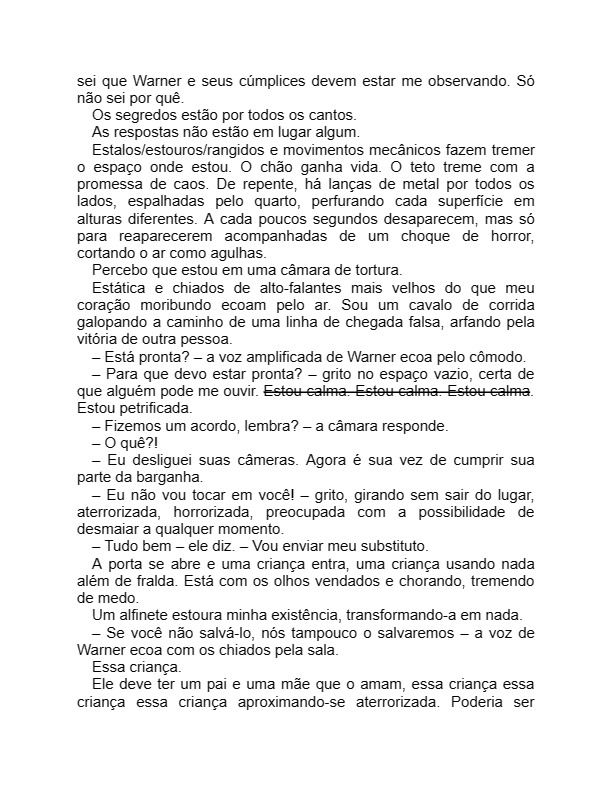 sei que Warner e seus cúmplices devem estar me observando. Só
não sei por quê.
Os segredos estão por todos os cantos.
As respostas não estão em lugar algum.
Estalos/estouros/rangidos e movimentos mecânicos fazem tremer
o espaço onde estou. O chão ganha vida. O teto treme com a
promessa de caos. De repente, há lanças de metal por todos os
lados, espalhadas pelo quarto, perfurando cada superfície em
alturas diferentes. A cada poucos segundos desaparecem, mas só
para reaparecerem acompanhadas de um choque de horror,
cortando o ar como agulhas.
Percebo que estou em uma câmara de tortura.
Estática e chiados de alto-falantes mais velhos do que meu
coração moribundo ecoam pelo ar. Sou um cavalo de corrida
galopando a caminho de uma linha de chegada falsa, arfando pela
vitória de outra pessoa.
– Está pronta? – a voz amplificada de Warner ecoa pelo cômodo.
– Para que devo estar pronta? – grito no espaço vazio, certa de
que alguém pode me ouvir. Estou calma. Estou calma. Estou calma.
Estou petrificada.
– Fizemos um acordo, lembra? – a câmara responde.
– O quê?!
– Eu desliguei suas câmeras. Agora é sua vez de cumprir sua
parte da barganha.
– Eu não vou tocar em você! – grito, girando sem sair do lugar,
aterrorizada, horrorizada, preocupada com a possibilidade de
desmaiar a qualquer momento.
– Tudo bem – ele diz. – Vou enviar meu substituto.
A porta se abre e uma criança entra, uma criança usando nada
além de fralda. Está com os olhos vendados e chorando, tremendo
de medo.
Um alfinete estoura minha existência, transformando-a em nada.
– Se você não salvá-lo, nós tampouco o salvaremos – a voz de
Warner ecoa com os chiados pela sala.
Essa criança.
Ele deve ter um pai e uma mãe que o amam, essa criança essa
criança essa criança aproximando-se aterrorizada. Poderia ser